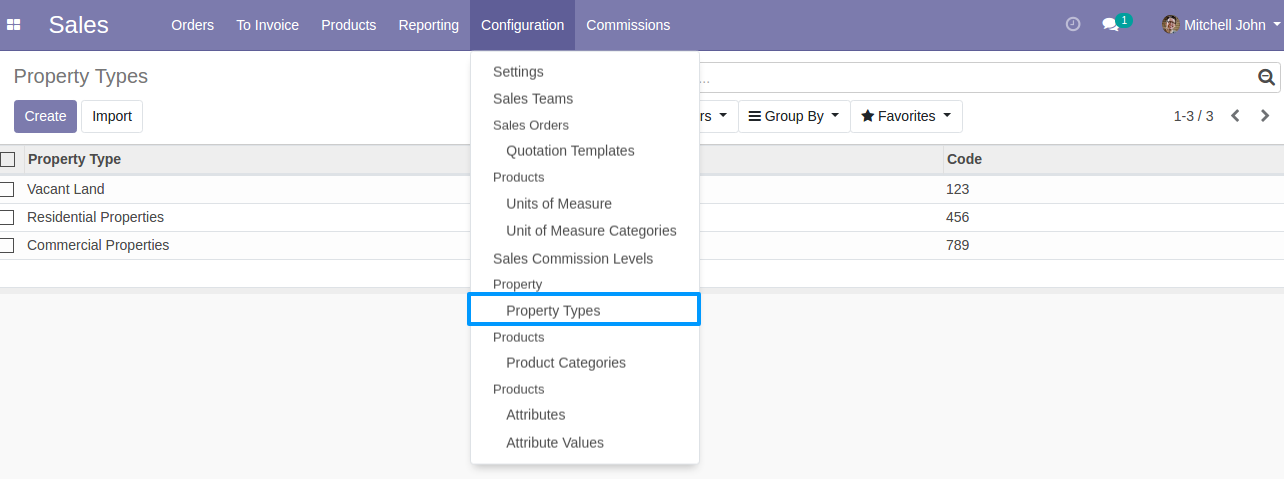 Sales Orders To Invoice Products Reporting Configuration Commissions 1 Mitchell John
Property Types
Create Import
Settings
Sales Teams
Sales Orders
Quotation Templates
Products
Units of Measure
Unit of Measure Categories
Sales Commission Levels
Property
Property Types
Products
Product Categories
Products
Attributes
Attribute Values
...
rs Group By Favorites 1-3 / 3
Property Type Code
Vacant Land 123
Residential Properties 456
Commercial Properties 789